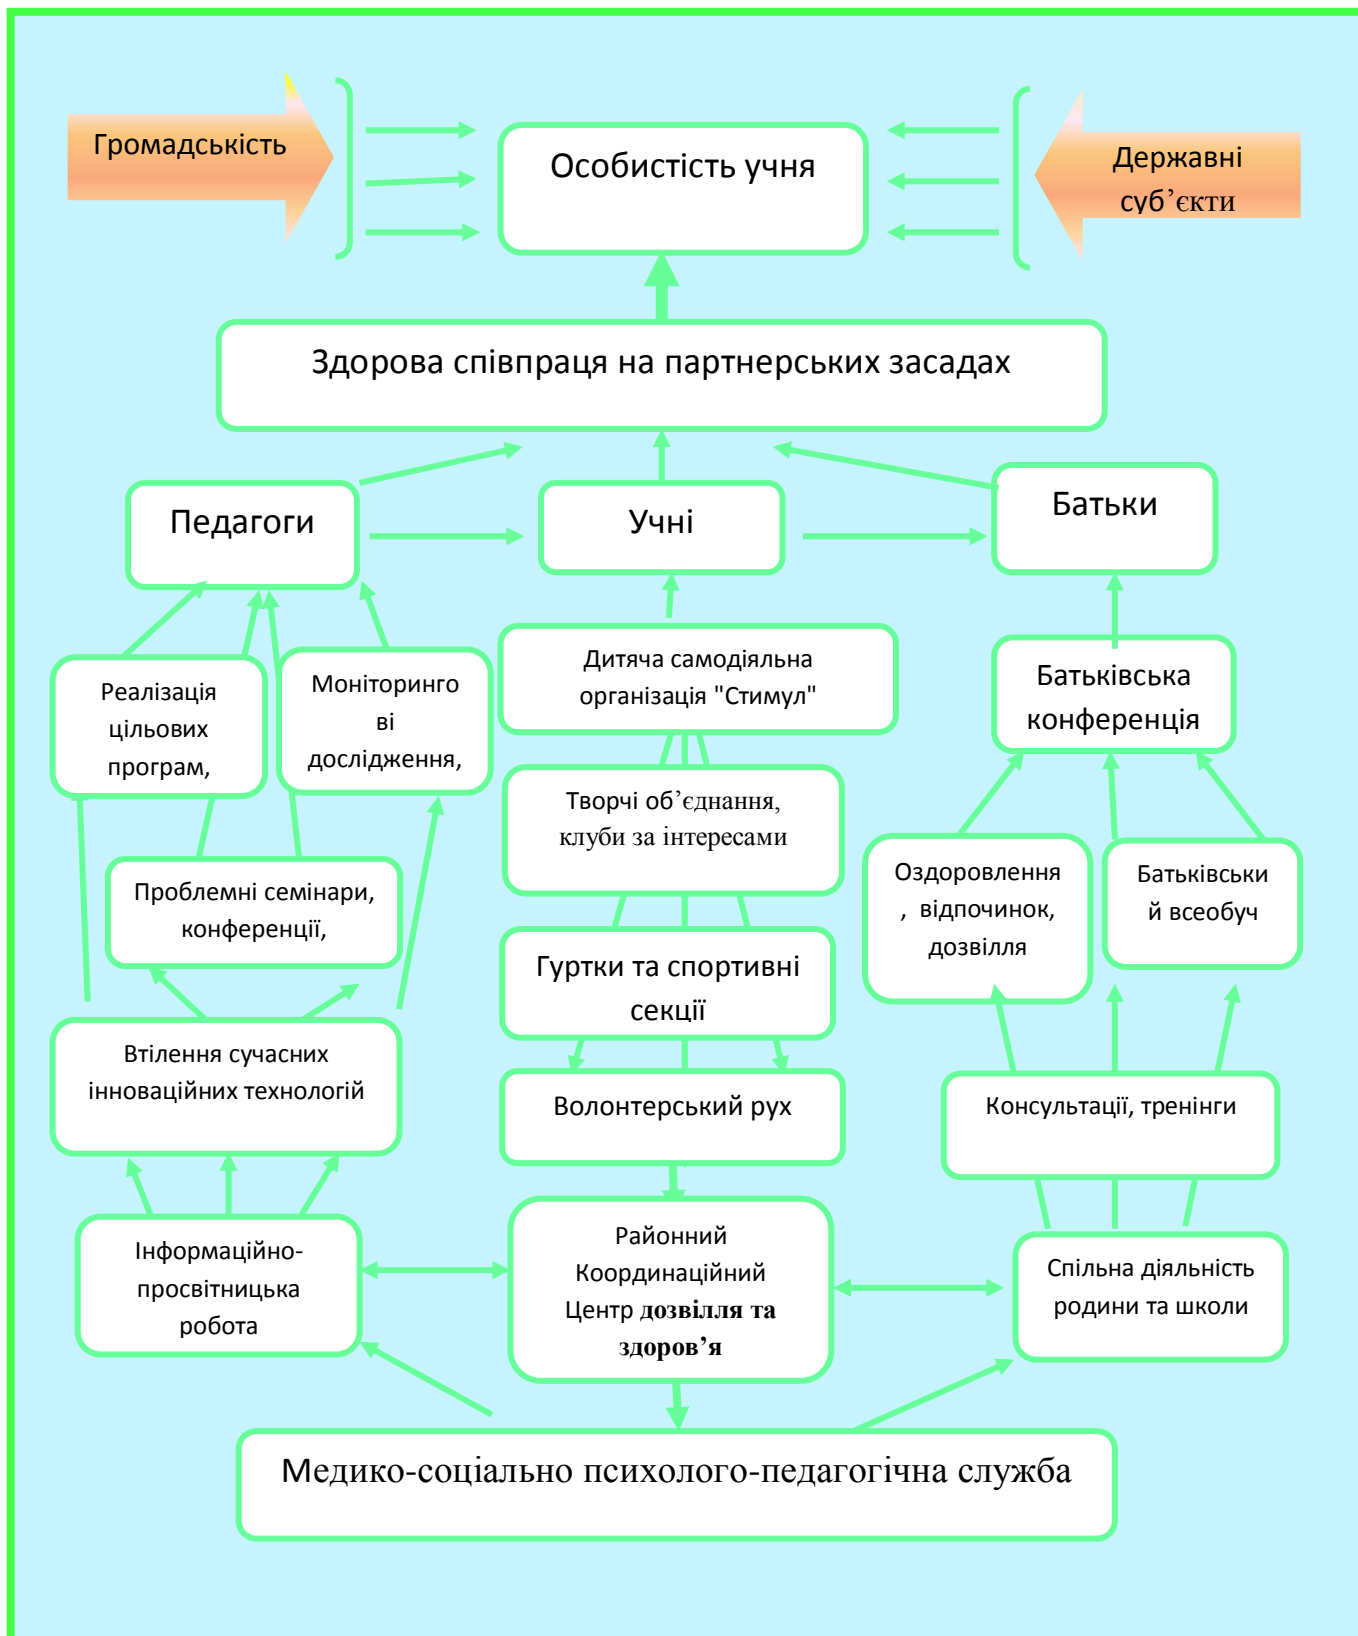 Громадськість
Особистість учня
Державні
суб’єкти
Здорова співпраця на партнерських засадах
Педагоги
Учні
Батьки
Реалізація
цільових
програм,
Моніторинго
ві
дослідження,
Дитяча самодіяльна
організація "Стимул"
Батьківська
конференція
Творчі об’єднання,
клуби за інтересами
Проблемні семінари,
конференції,
Оздоровлення
, відпочинок,
дозвілля
Батьківськи
й всеобуч
Гуртки та спортивні
секції
Втілення сучасних
інноваційних технологій
Волонтерський рух
Консультації, тренінги
Інформаційно-
просвітницька
робота
Районний
Координаційний
Центр дозвілля та
здоров’я
Спільна діяльність
родини та школи
Медико-соціально психолого-педагогічна служба